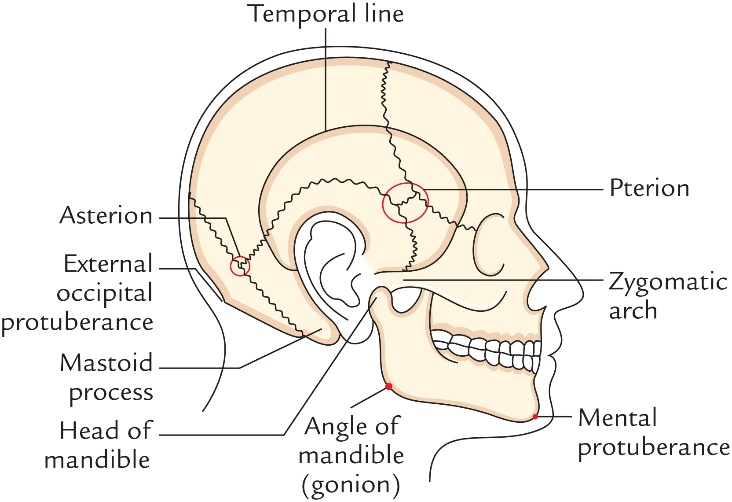 Temporal line
Pterion
Asterion
External
occipital
protuberance
Zygomatic
arch
Mastoid
process
Head of
mandible
Angle of
mandible
(gonion)
Mental
protuberance